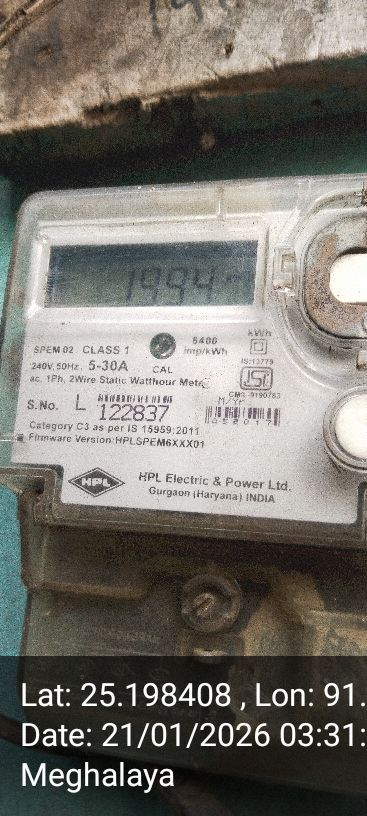 1994
kWh
SPEM 02 CLASS 1
6400
imp/kWh
240V, 50Hz, 5-30A
CAL
IS:13779
ac. 1Ph, 2Wire Static Watthour Meter
ISI
CM/L 9190783
S.No. L 122837
M/Yr
Category C3 as per IS 15959:2011
Firmware Version:HPLSPEM6XXX01
HPL
HPL Electric & Power Ltd.
Gurgaon (Haryana) INDIA
Lat: 25.198408 , Lon: 91.
Date: 21/01/2026 03:31:
Meghalaya